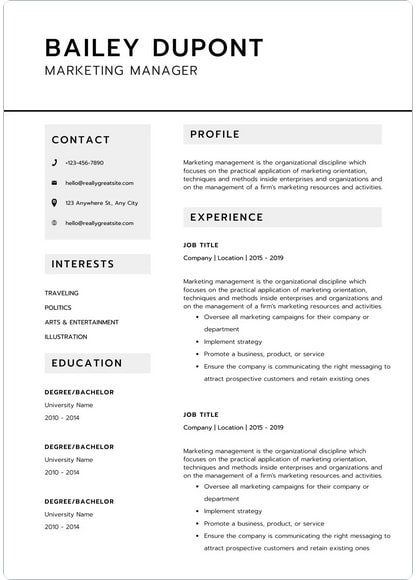 BAILEY DUPONT
MARKETING MANAGER
CONTACT
+123-456-7890
hello@reallygreatsite.com
123 Anywhere St., Any City
hello@reallygreatsite.com
INTERESTS
TRAVELING
POLITICS
ARTS & ENTERTAINMENT
ILLUSTRATION
EDUCATION
DEGREE/BACHELOR
University Name
2010 - 2014
DEGREE/BACHELOR
University Name
2010 - 2014
DEGREE/BACHELOR
University Name
2010 - 2014
PROFILE
Marketing management is the organizational discipline which
focuses on the practical application of marketing orientation,
techniques and methods inside enterprises and organizations and
on the management of a firm's marketing resources and activities.
EXPERIENCE
JOB TITLE
Company | Location | 2015 - 2019
Marketing management is the organizational discipline which
focuses on the practical application of marketing orientation,
techniques and methods inside enterprises and organizations and
on the management of a firm's marketing resources and activities.
• Oversee all marketing campaigns for their company or
department
• Implement strategy
• Promote a business, product, or service
• Ensure the company is communicating the right messaging to
attract prospective customers and retain existing ones
JOB TITLE
Company | Location | 2015 - 2019
Marketing management is the organizational discipline which
focuses on the practical application of marketing orientation,
techniques and methods inside enterprises and organizations and
on the management of a firm's marketing resources and activities.
• Oversee all marketing campaigns for their company or
department
• Implement strategy
• Promote a business, product, or service
• Ensure the company is communicating the right messaging to
attract prospective customers and retain existing ones